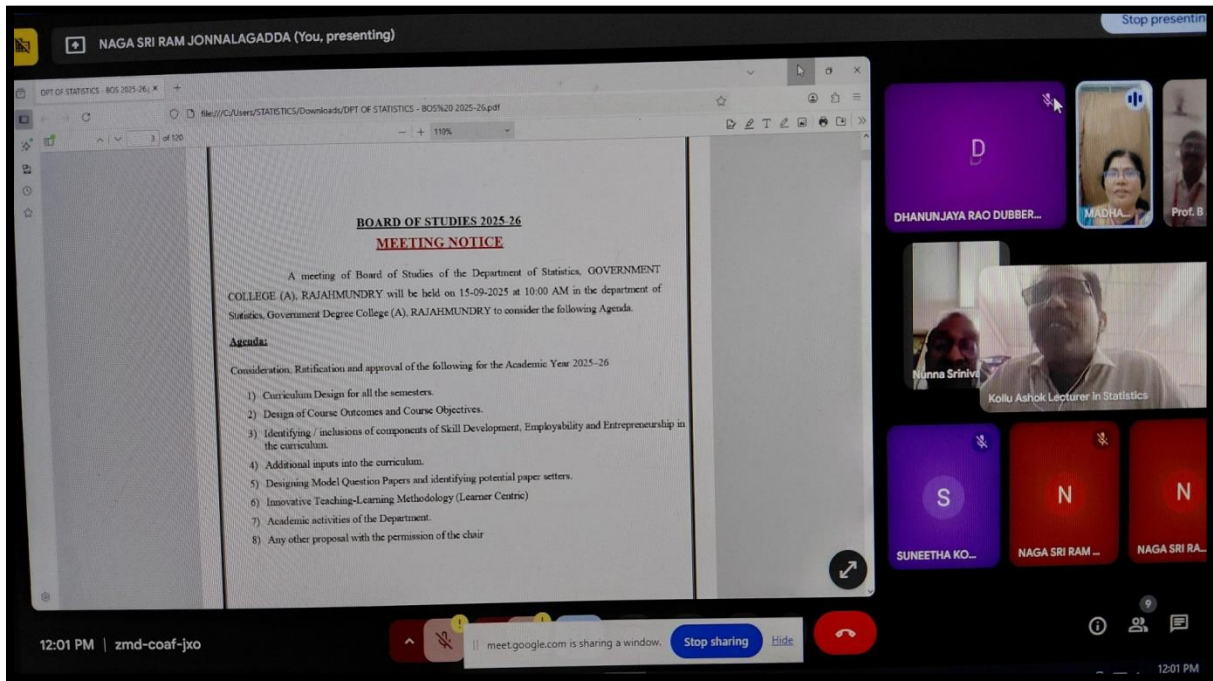 NAGA SRI RAM JONNALAGADDA (You, presenting)
Stop presentin
DPT OF STATISTICS - BOS 2025-26
file:///C:/Users/STATISTICS/Downloads/DPT OF STATISTICS - BOS%20 2025-26.pdf
3 of 120
110%
BOARD OF STUDIES 2025-26
MEETING NOTICE
A meeting of Board of Studies of the Department of Statistics, GOVERNMENT
COLLEGE (A), RAJAHMUNDRY will be held on 15-09-2025 at 10:00 AM in the department of
Statistics, Government Degree College (A), RAJAHMUNDRY to consider the following Agenda.
Agenda:
Consideration, Ratification and approval of the following for the Academic Year 2025–26
1) Curriculum Design for all the semesters.
2) Design of Course Outcomes and Course Objectives.
3) Identifying / inclusions of components of Skill Development, Employability and Entrepreneurship in
the curriculum.
4) Additional inputs into the curriculum.
5) Designing Model Question Papers and identifying potential paper setters.
6) Innovative Teaching-Learning Methodology (Learner Centric)
7) Academic activities of the Department.
8) Any other proposal with the permission of the chair
D
DHANUNJAYA RAO DUBBER...
MADHA...
Prof. B
Nunna Sriniva
Kollu Ashok Lecturer in Statistics
S
SUNEETHA KO...
N
NAGA SRI RAM ...
N
NAGA SRI RA...
12:01 PM | zmd-coaf-jxo
meet.google.com is sharing a window.
Stop sharing
Hide
9
12:01 PM